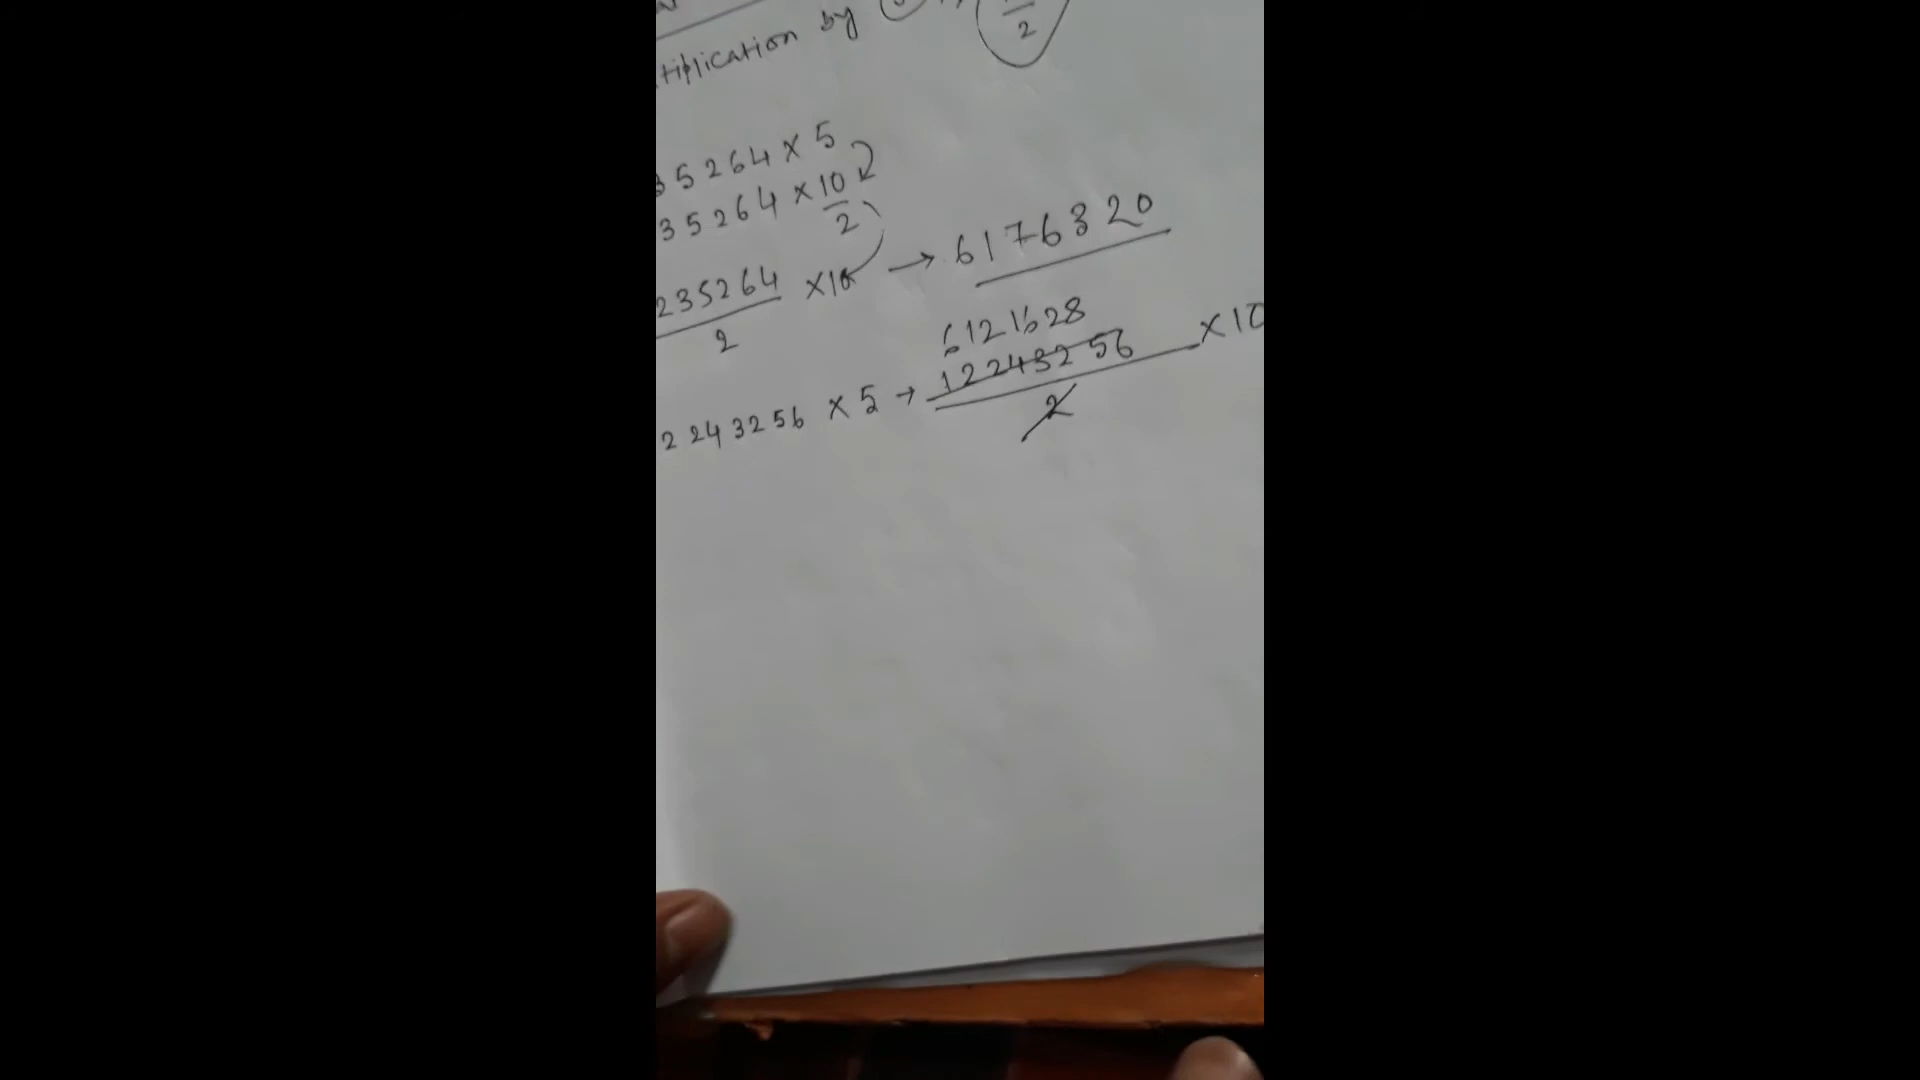 tiplication by
2
35264 × 5
35264 × 10
2
235264 × 10 → 6176320
2
6121628
2243256 × 5 → 12243256 × 10
2